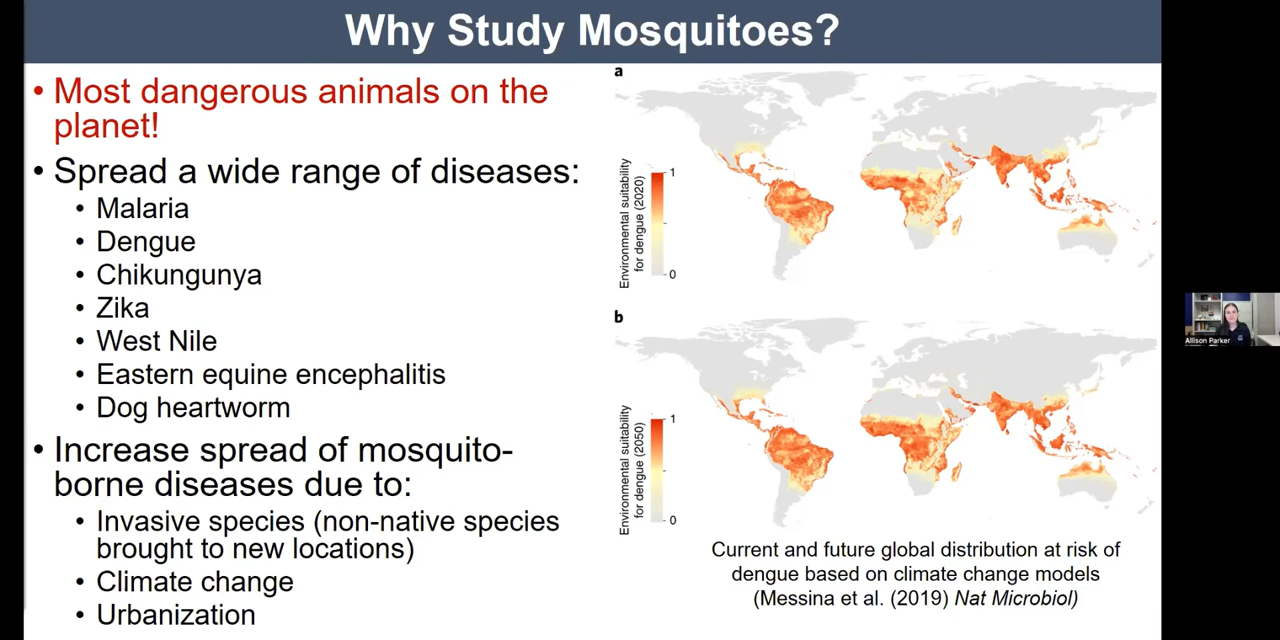 Why Study Mosquitoes?
• Most dangerous animals on the
planet!
• Spread a wide range of diseases:
• Malaria
• Dengue
• Chikungunya
• Zika
• West Nile
• Eastern equine encephalitis
• Dog heartworm
• Increase spread of mosquito-
borne diseases due to:
• Invasive species (non-native species
brought to new locations)
• Climate change
• Urbanization
a
Environmental suitability
for dengue (2020)
1
0
b
Environmental suitability
for dengue (2050)
1
0
Current and future global distribution at risk of
dengue based on climate change models
(Messina et al. (2019) Nat Microbiol)
Allison Parker